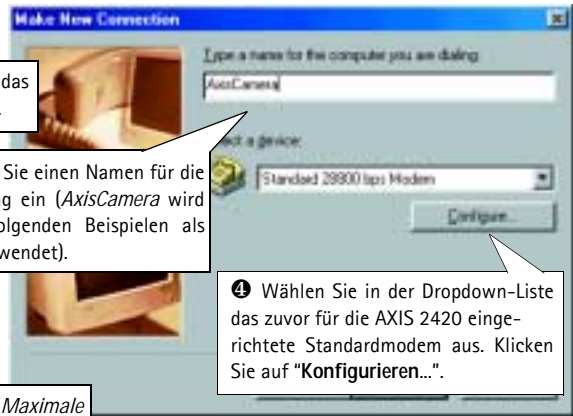 Make New Connection
Type a name for the computer you are dialing:
das
AxisCamera
Select a device:
Sie einen Namen für die
g ein (AxisCamera wird
olgenden Beispielen als
wendet).
Standard 28800 bps Modem
Configure...
❹ Wählen Sie in der Dropdown-Liste
das zuvor für die AXIS 2420 einge-
richtete Standardmodem aus. Klicken
Sie auf "Konfigurieren...".
Maximale